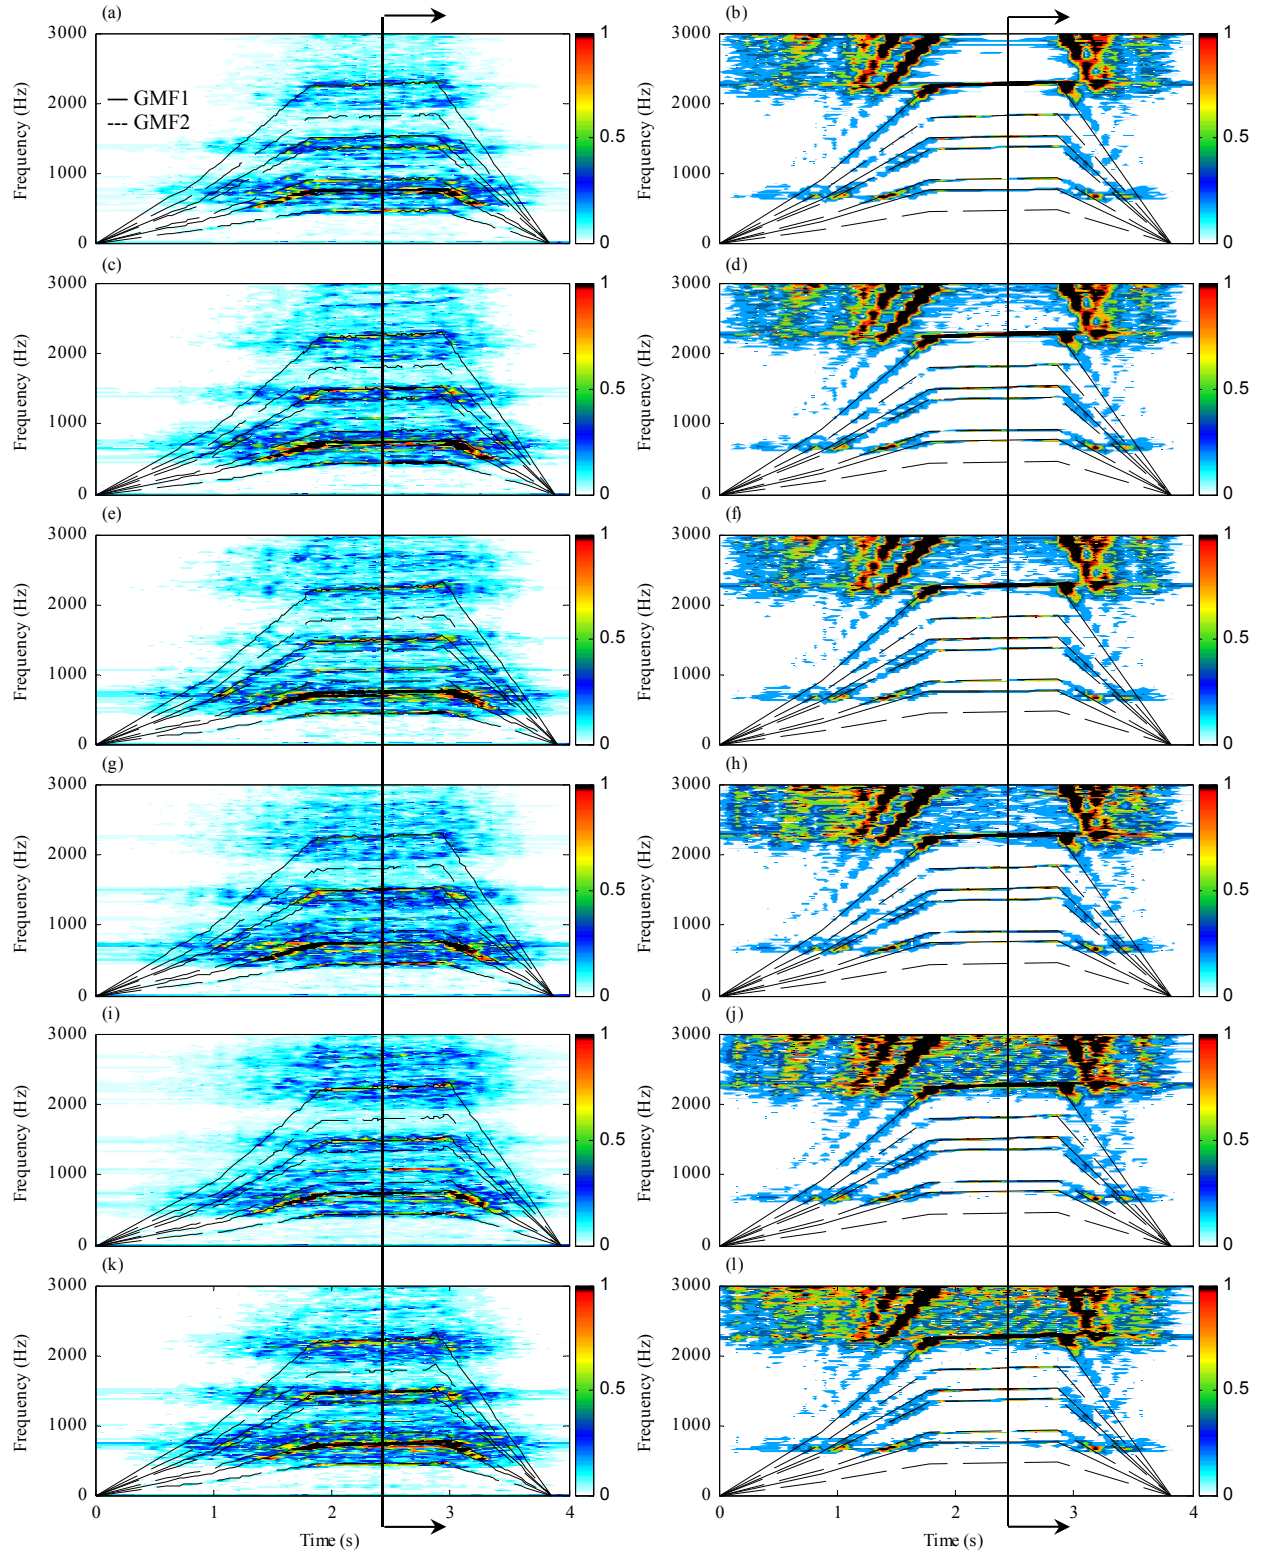 (a) (b)
3000 1 3000 1
Frequency (Hz) GMF1 Frequency (Hz)
2000 GMF2 2000
0.5 0.5
1000 1000
0 0 0 0
(c) (d)
3000 1 3000 1
Frequency (Hz) Frequency (Hz)
2000 2000
0.5 0.5
1000 1000
0 0 0 0
(e) (f)
3000 1 3000 1
Frequency (Hz) Frequency (Hz)
2000 2000
0.5 0.5
1000 1000
0 0 0 0
(g) (h)
3000 1 3000 1
Frequency (Hz) Frequency (Hz)
2000 2000
0.5 0.5
1000 1000
0 0 0 0
(i) (j)
3000 1 3000 1
Frequency (Hz) Frequency (Hz)
2000 2000
0.5 0.5
1000 1000
0 0 0 0
(k) (l)
3000 1 3000 1
Frequency (Hz) Frequency (Hz)
2000 2000
0.5 0.5
1000 1000
0 0 0 0
0 1 2 3 4 0 1 2 3 4
Time (s) Time (s)